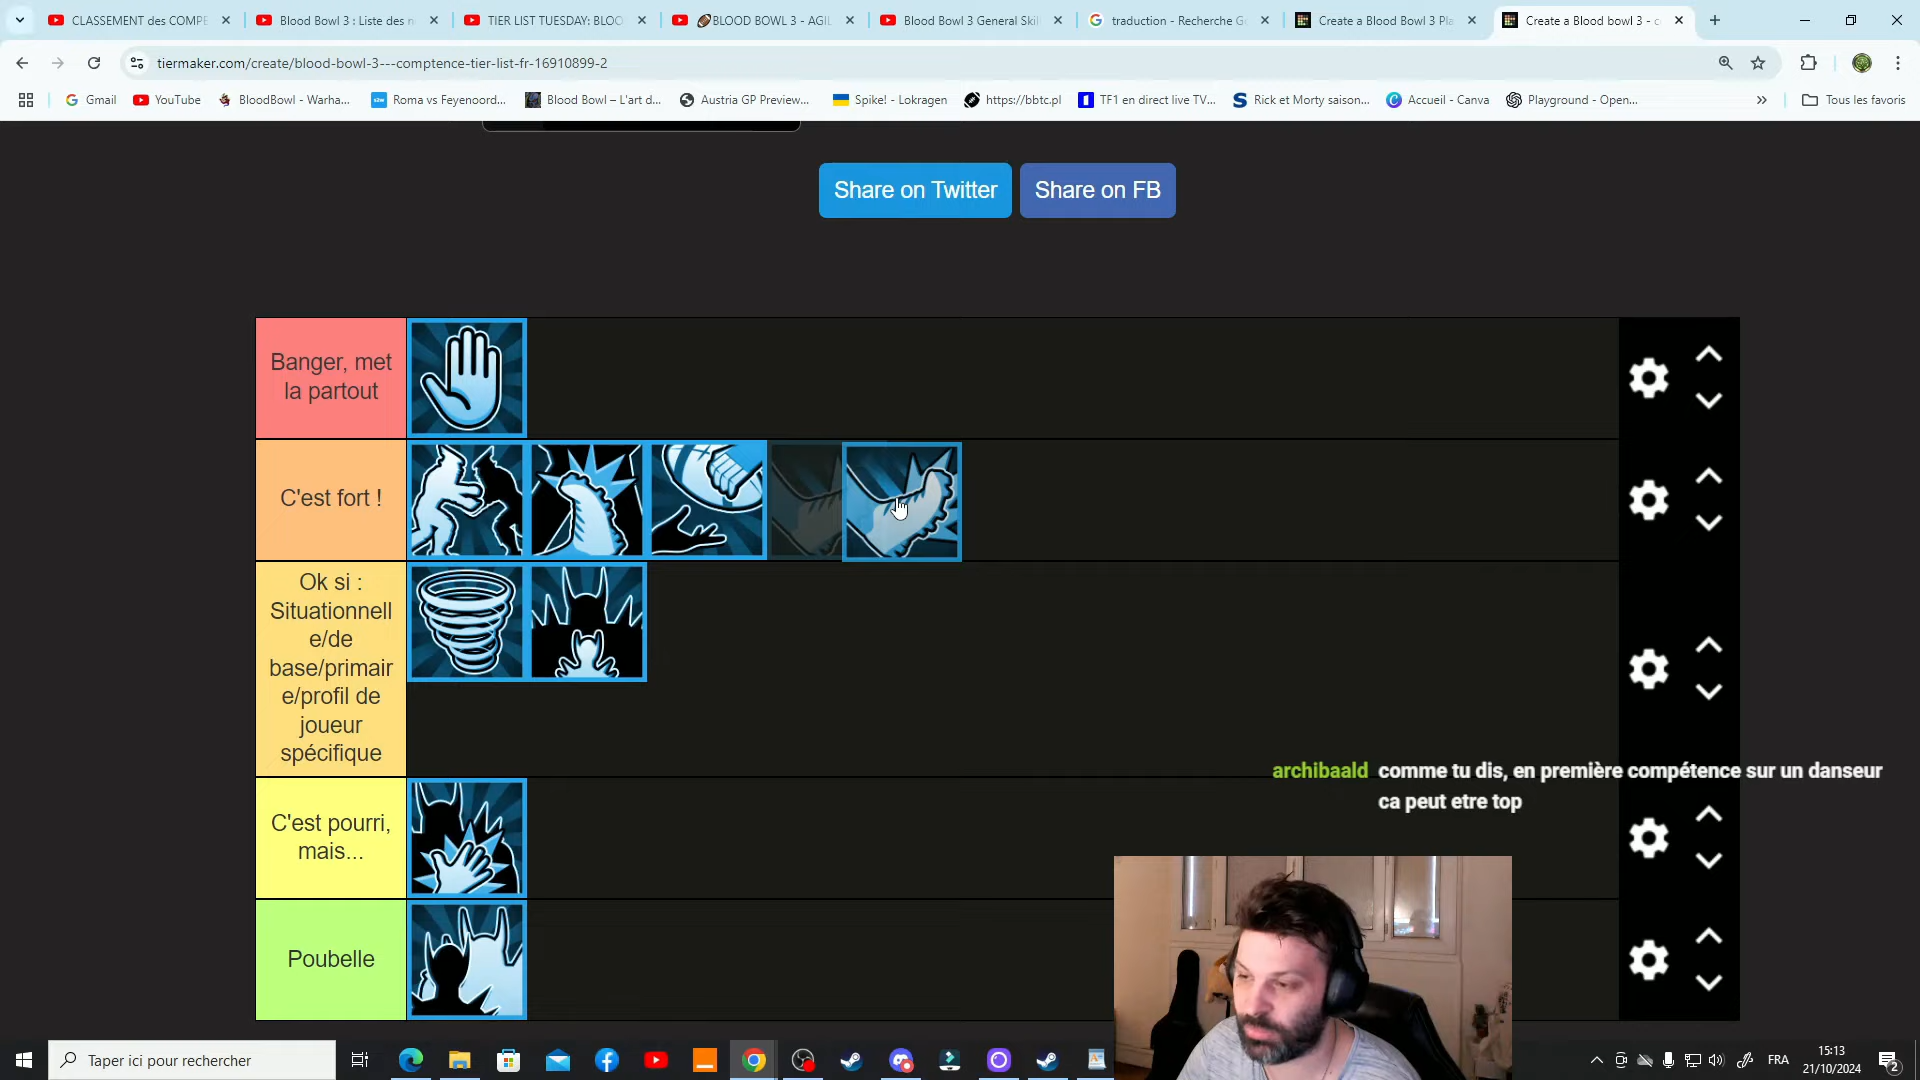 CLASSEMENT des COMPE
Blood Bowl 3 : Liste des n
TIER LIST TUESDAY: BLOO
🏈BLOOD BOWL 3 - AGIL
Blood Bowl 3 General Skil
traduction - Recherche Go
Create a Blood Bowl 3 Pla
Create a Blood bowl 3 - c
tiermaker.com/create/blood-bowl-3---comptence-tier-list-fr-16910899-2
Gmail
YouTube
BloodBowl - Warha...
Roma vs Feyenoord...
Blood Bowl – L'art d...
Austria GP Preview...
Spike! - Lokragen
https://bbtc.pl
TF1 en direct live TV...
Rick et Morty saison...
Accueil - Canva
Playground - Open...
Tous les favoris
Share on Twitter
Share on FB
Banger, met
la partout
C'est fort !
Ok si :
Situationnell
e/de
base/primair
e/profil de
joueur
spécifique
archibaald comme tu dis, en première compétence sur un danseur
ca peut etre top
C'est pourri,
mais...
Poubelle
Taper ici pour rechercher
FRA
15:13
21/10/2024
2